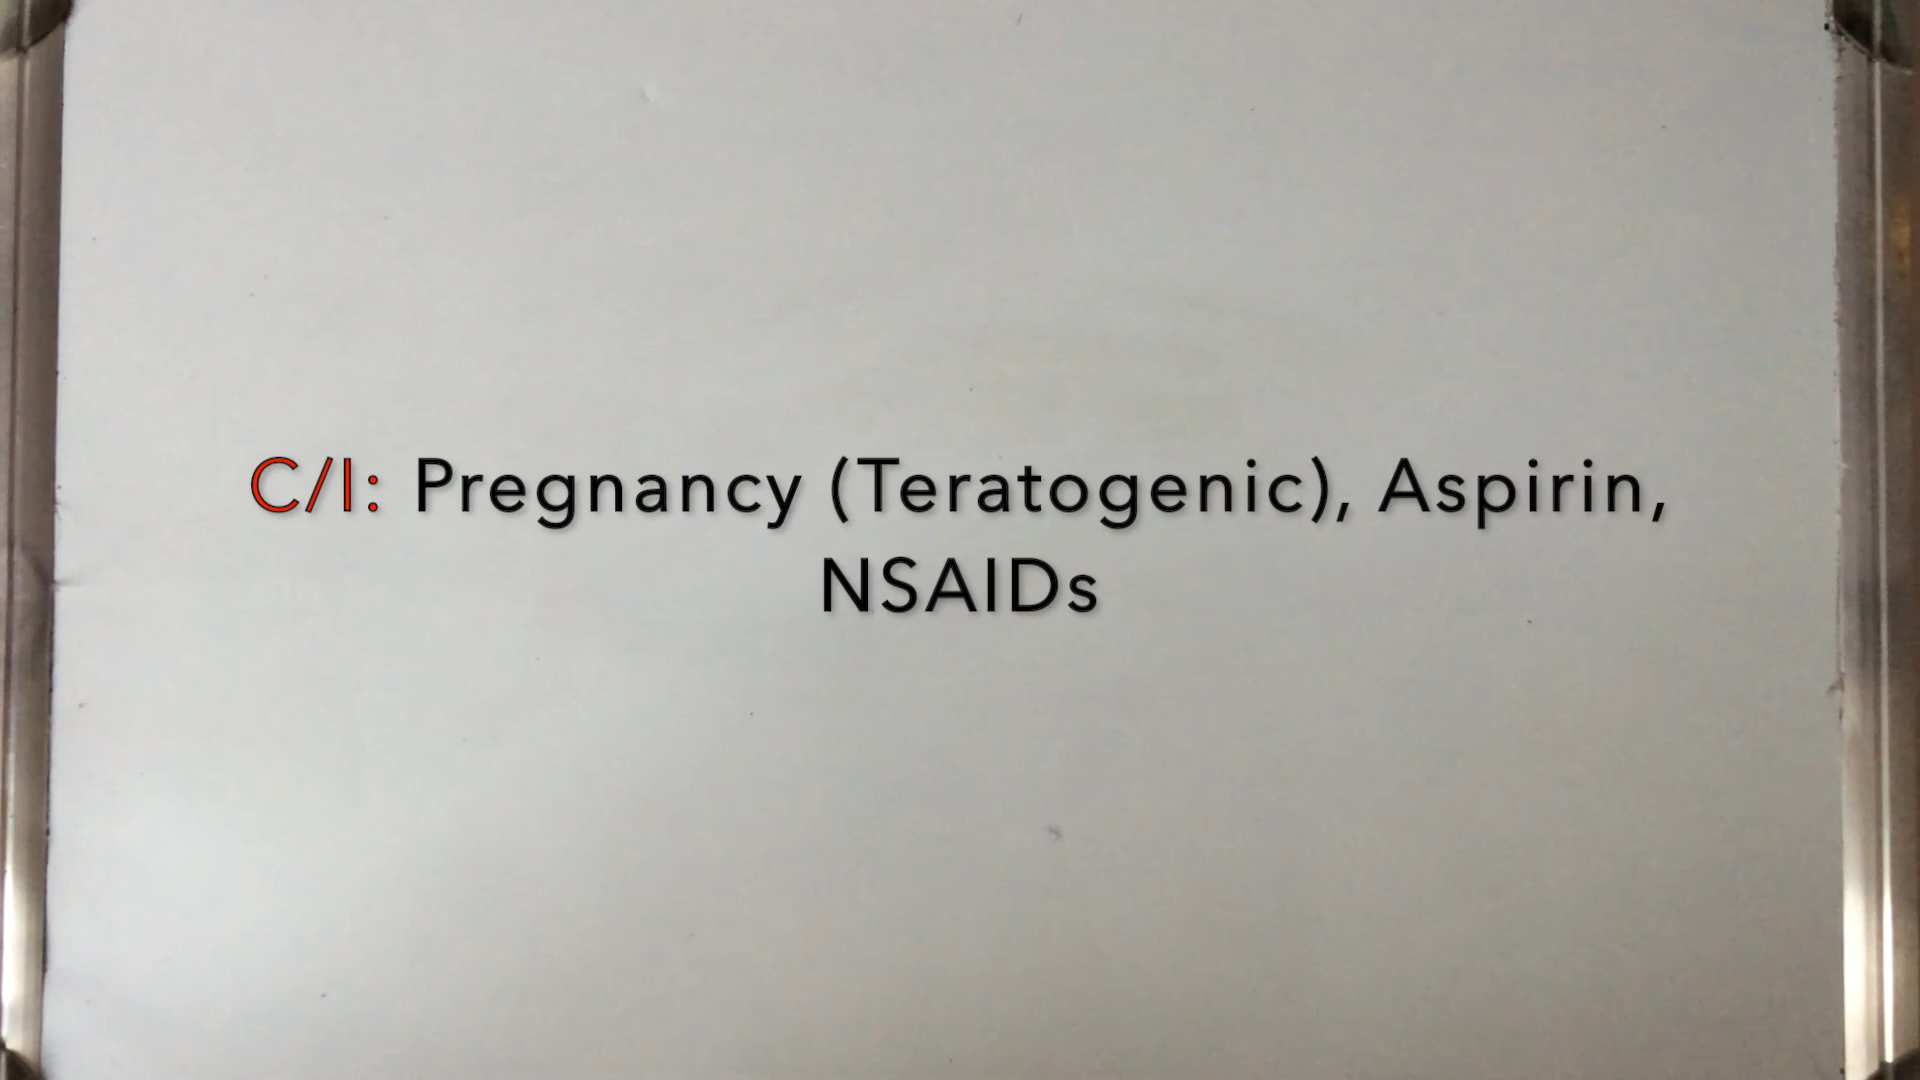 C/I: Pregnancy (Teratogenic), Aspirin,
NSAIDs